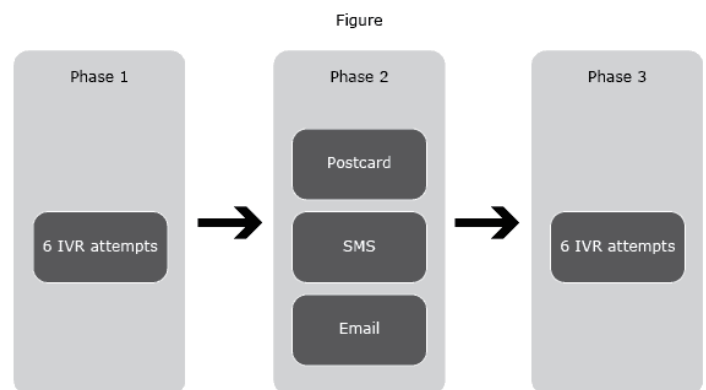 Figure
Phase 1
6 IVR attempts
Phase 2
Postcard
SMS
Email
Phase 3
6 IVR attempts